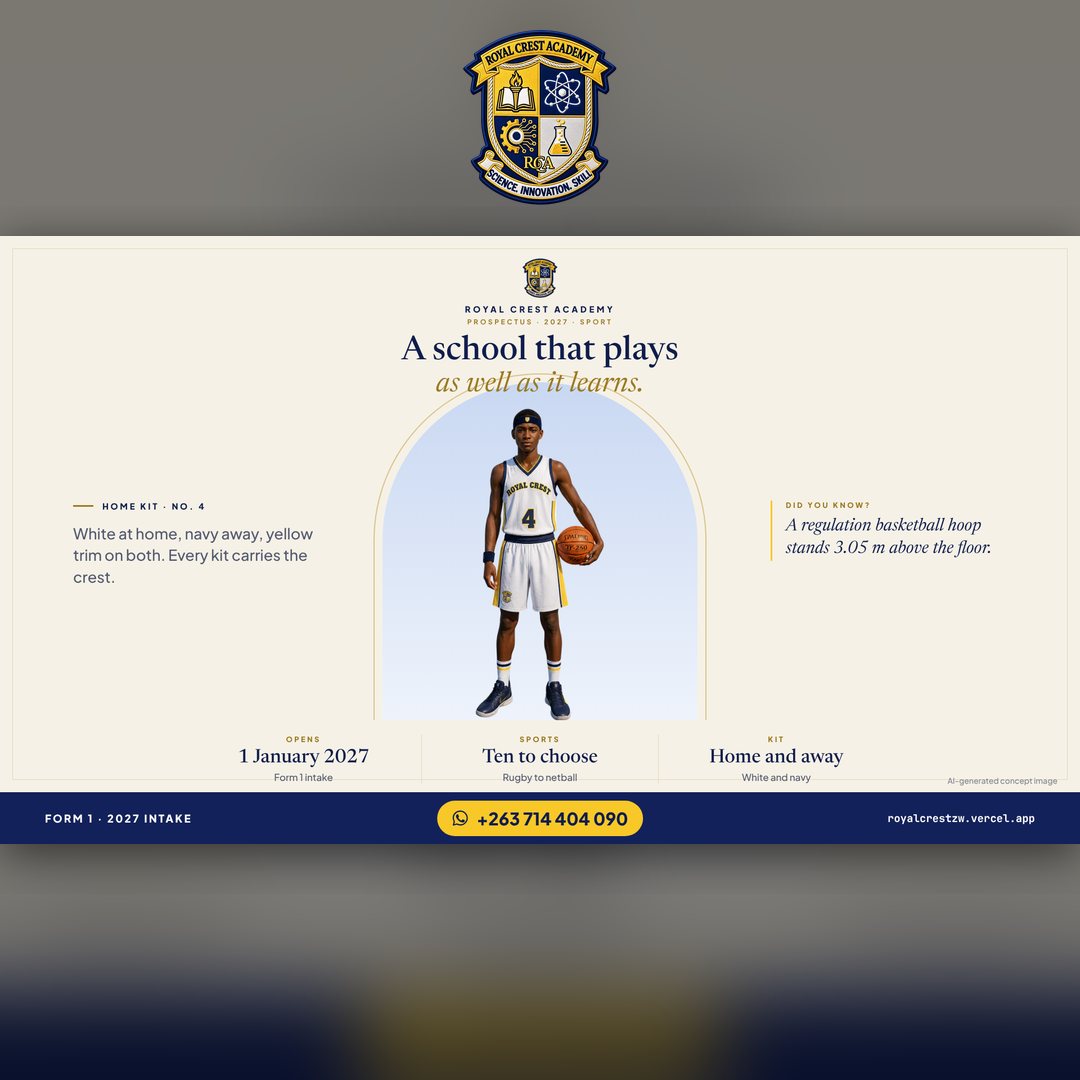 ROYAL CREST ACADEMY
RCA
SCIENCE. INNOVATION. SKILL
ROYAL CREST ACADEMY
PROSPECTUS · 2027 · SPORT
A school that plays
as well as it learns.
ROYAL CREST
4
SPALDING
TF-250
HOME KIT · NO. 4
White at home, navy away, yellow
trim on both. Every kit carries the
crest.
DID YOU KNOW?
A regulation basketball hoop
stands 3.05 m above the floor.
OPENS
1 January 2027
Form 1 intake
SPORTS
Ten to choose
Rugby to netball
KIT
Home and away
White and navy
AI-generated concept image
FORM 1 · 2027 INTAKE
+263 714 404 090
royalcrestzw.vercel.app